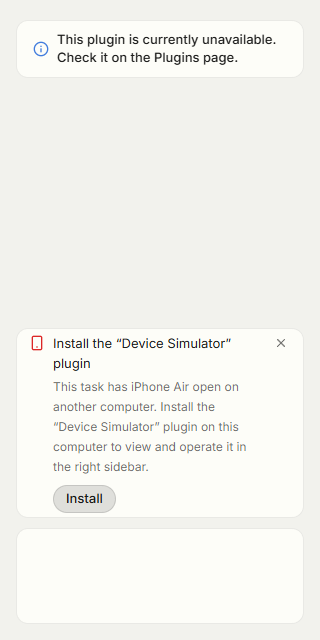 This plugin is currently unavailable.
Check it on the Plugins page.
Install the “Device Simulator”
plugin
This task has iPhone Air open on
another computer. Install the
“Device Simulator” plugin on this
computer to view and operate it in
the right sidebar.
Install